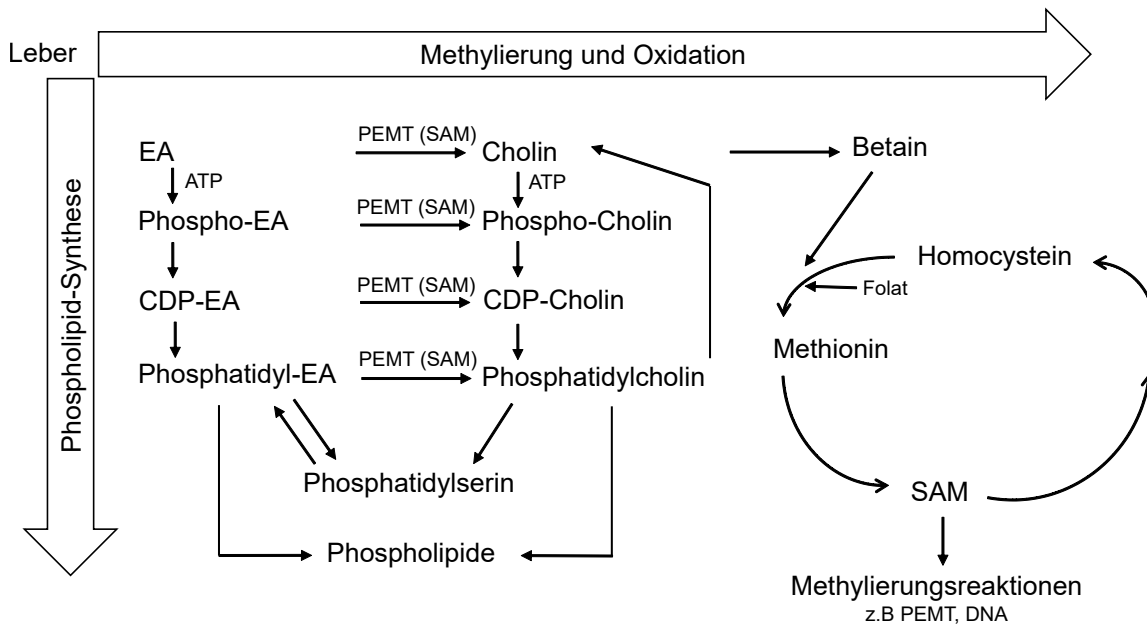 Leber
Methylierung und Oxidation
Phospholipid-Synthese
EA
PEMT (SAM)
Cholin
Betain
ATP
ATP
Phospho-EA
PEMT (SAM)
Phospho-Cholin
Homocystein
CDP-EA
PEMT (SAM)
CDP-Cholin
Folat
Methionin
Phosphatidyl-EA
PEMT (SAM)
Phosphatidylcholin
Phosphatidylserin
SAM
Phospholipide
Methylierungsreaktionen
z.B PEMT, DNA